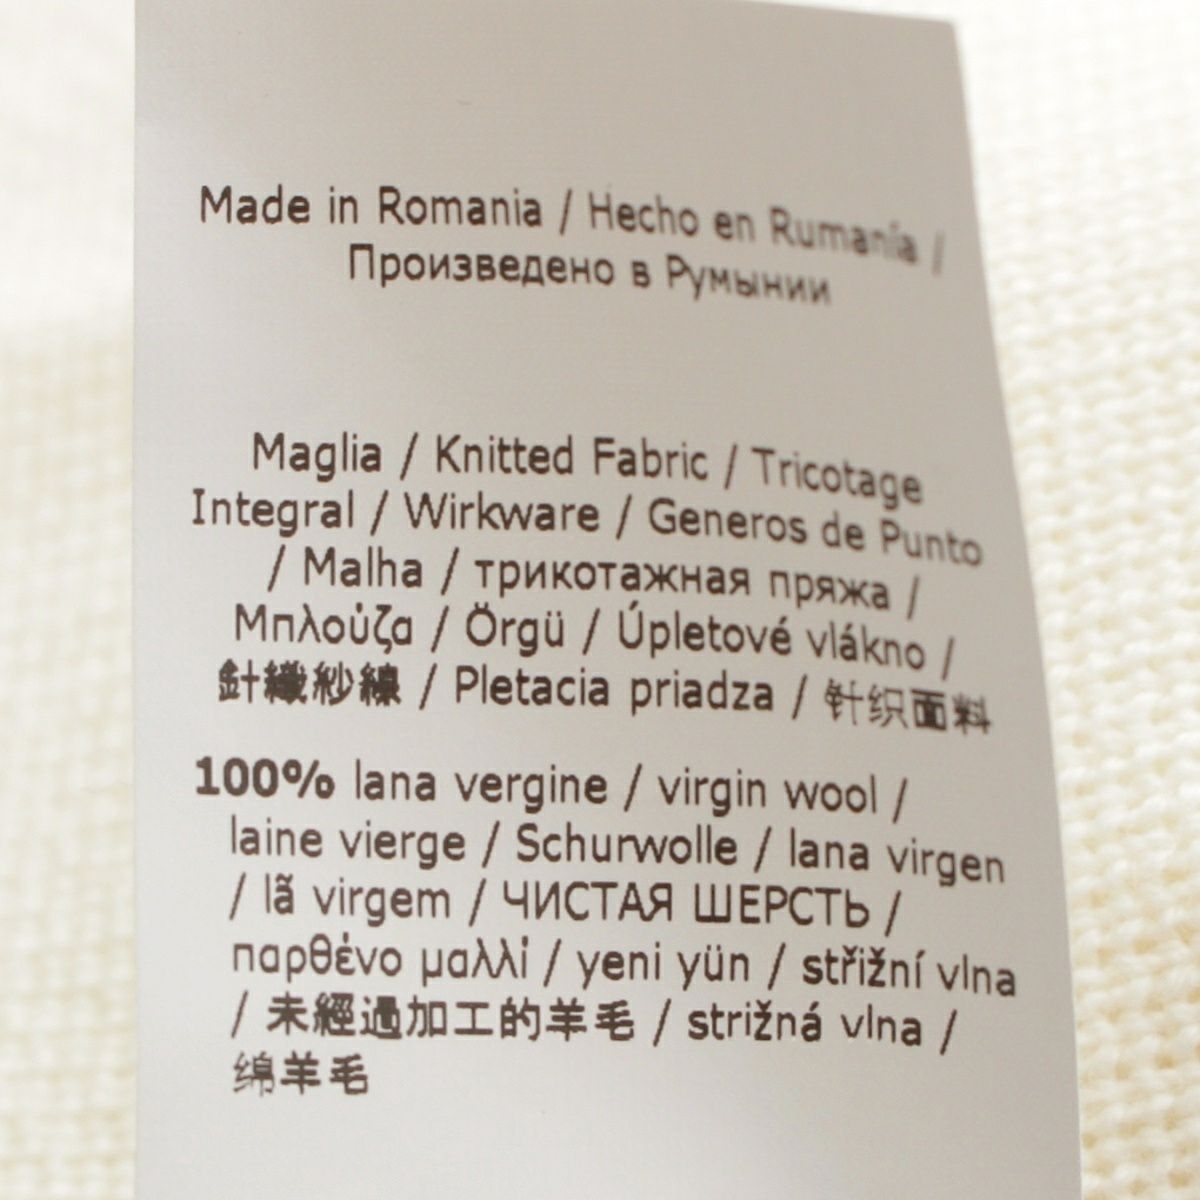 Made in Romania / Hecho en Rumanía /
Произведено в Румынии
Maglia / Knitted Fabric / Tricotage
Integral / Wirkware / Generos de Punto
/ Malha / трикотажная пряжа /
Μπλούζα / Örgü / Úpletové vlákno /
針織紗線 / Pletacia priadza / 针织面料
100% lana vergine / virgin wool /
laine vierge / Schurwolle / lana virgen
/ lã virgem / ЧИСТАЯ ШЕРСТЬ /
παρθένο μαλλί / yeni yün / střižní vlna
/ 未經過加工的羊毛 / strižná vlna /
绵羊毛